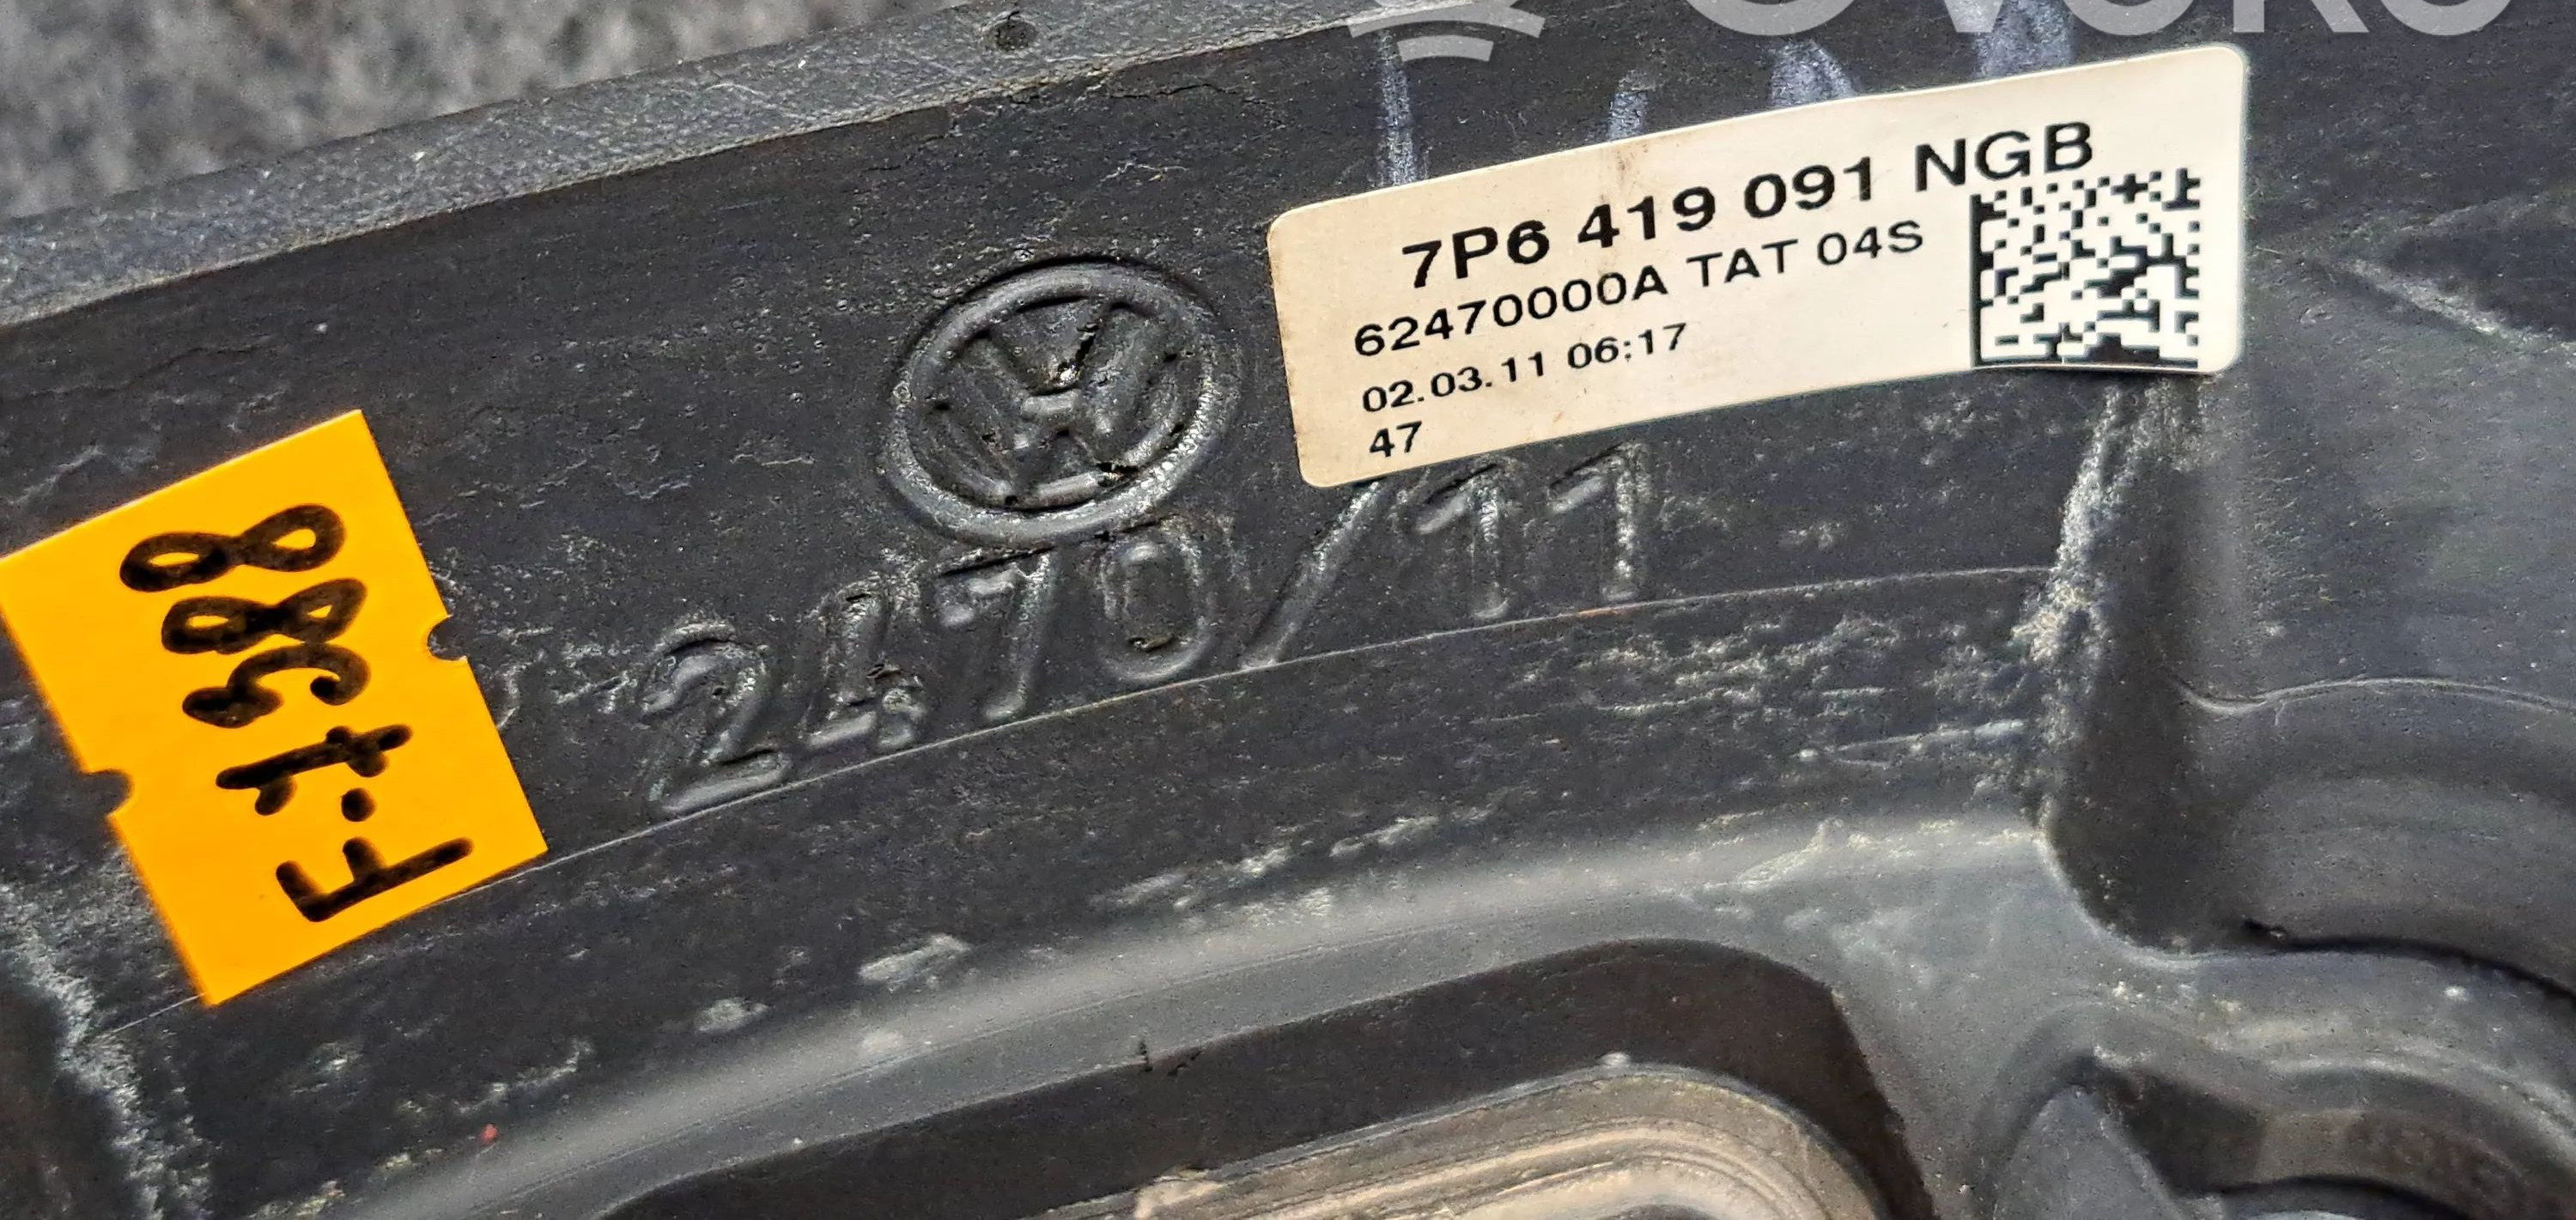 7P6 419 091 NGB
62470000A TAT 04S
02.03.11 06:17
47
2470/11
F-1388